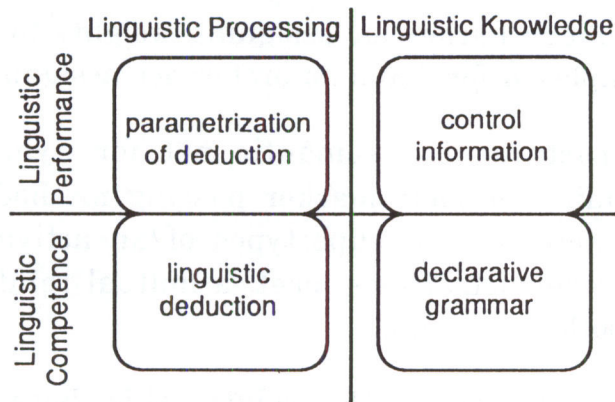 Linguistic Processing
Linguistic Knowledge
Linguistic
Performance
parametrization
of deduction
control
information
Linguistic
Competence
linguistic
deduction
declarative
grammar